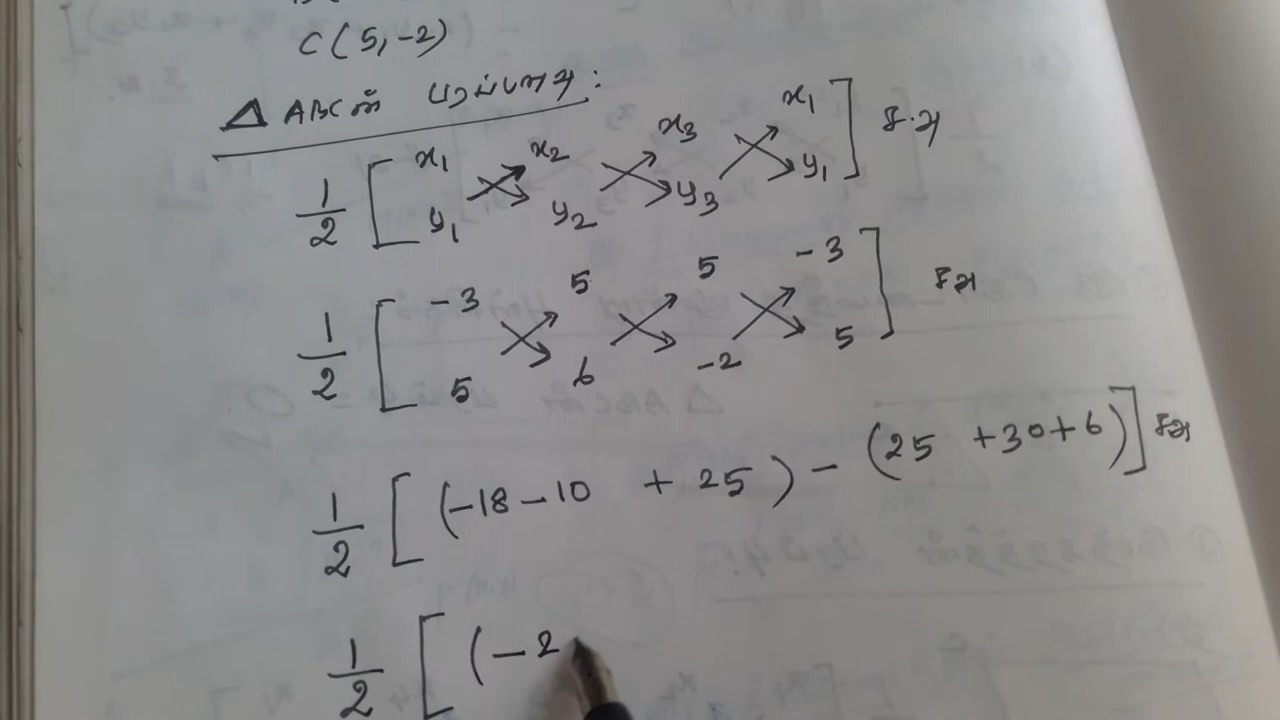 C(5,-2)
Δ ABCன் பரப்பளவு :
1/2 [ x₁ x₂ x₃ x₁ ] ச.அ
y₁ y₂ y₃ y₁
1/2 [ -3 5 5 -3 ] ச.அ
5 6 -2 5
1/2 [ (-18-10 + 25) - (25 +30+6) ] ச.அ
1/2 [ (-2